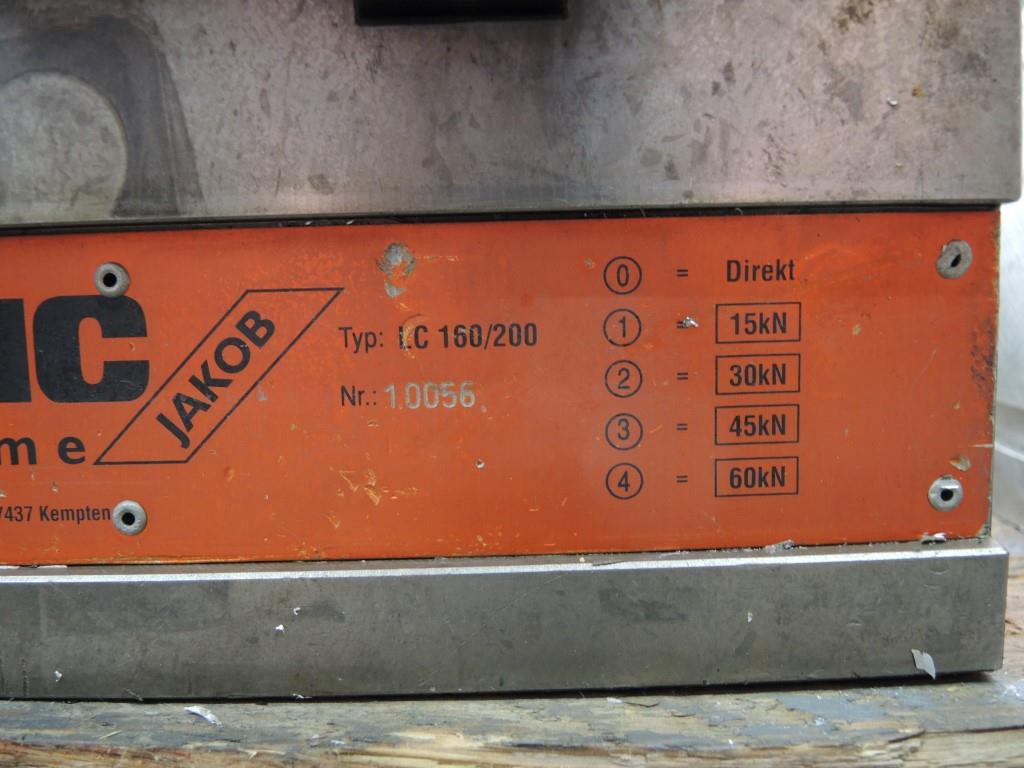 JAKOB
Typ: LC 160/200
Nr.: 1.0056
m e
7437 Kempten
0 = Direkt
1 = 15kN
2 = 30kN
3 = 45kN
4 = 60kN